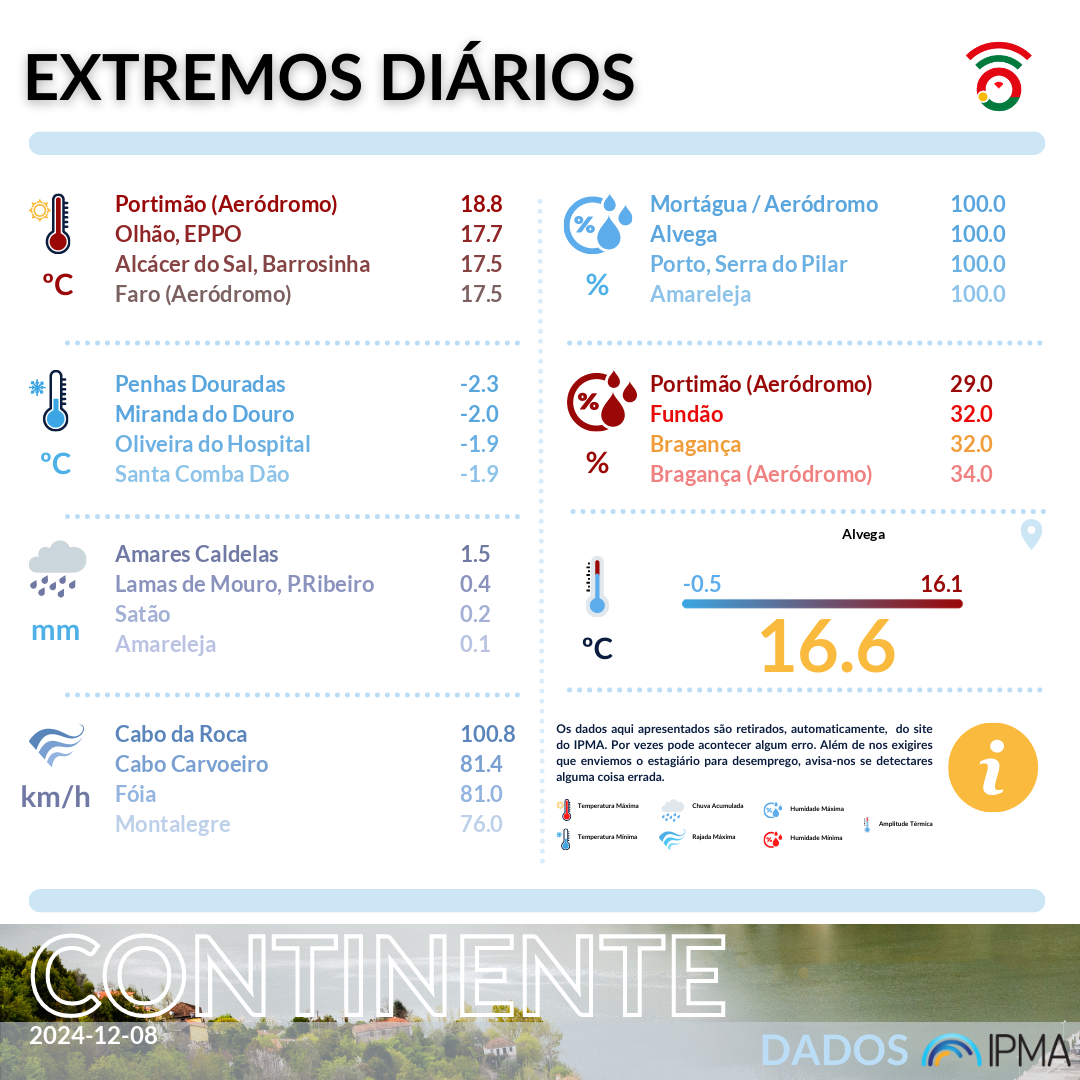 EXTREMOS DIÁRIOS
Portimão (Aeródromo) 18.8
Olhão, EPPO 17.7
Alcácer do Sal, Barrosinha 17.5
Faro (Aeródromo) 17.5
ºC
Penhas Douradas -2.3
Miranda do Douro -2.0
Oliveira do Hospital -1.9
Santa Comba Dão -1.9
ºC
Amares Caldelas 1.5
Lamas de Mouro, P.Ribeiro 0.4
Satão 0.2
Amareleja 0.1
mm
Cabo da Roca 100.8
Cabo Carvoeiro 81.4
Fóia 81.0
Montalegre 76.0
km/h
Mortágua / Aeródromo 100.0
Alvega 100.0
Porto, Serra do Pilar 100.0
Amareleja 100.0
%
%
Portimão (Aeródromo) 29.0
Fundão 32.0
Bragança 32.0
Bragança (Aeródromo) 34.0
%
%
Alvega
-0.5 16.1
16.6
ºC
Os dados aqui apresentados são retirados, automaticamente, do site
do IPMA. Por vezes pode acontecer algum erro. Além de nos exigires
que enviemos o estagiário para desemprego, avisa-nos se detectares
alguma coisa errada.
i
Temperatura Máxima Chuva Acumulada Humidade Máxima
Amplitude Térmica
Temperatura Mínima Rajada Máxima Humidade Mínima
CONTINENTE
2024-12-08
DADOS IPMA